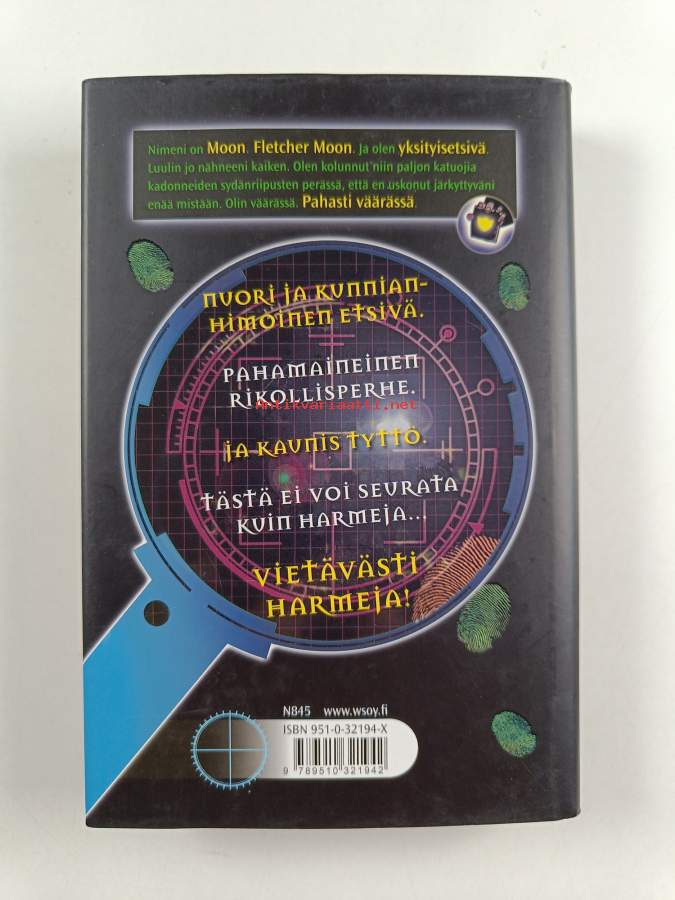 Nimeni on Moon. Fletcher Moon. Ja olen yksityisetsivä.
Luulin jo nähneeni kaiken. Olen kolunnut niin paljon katuojia
kadonneiden sydänriipusten perässä, että en uskonut järkyttyväni
enää mistään. Olin väärässä. Pahasti väärässä.
NUORI JA KUNNIAN-
HIMOINEN ETSIVÄ.
PAHAMAINEINEN
RIKOLLISPERHE.
Antikvariaatti.net
JA KAUNIS TYTTÖ.
TÄSTÄ EI VOI SEURATA
KUIN HARMEJA...
VIETÄVÄSTI
HARMEJA!
N845 www.wsoy.fi
ISBN 951-0-32194-X
9 789510 321942